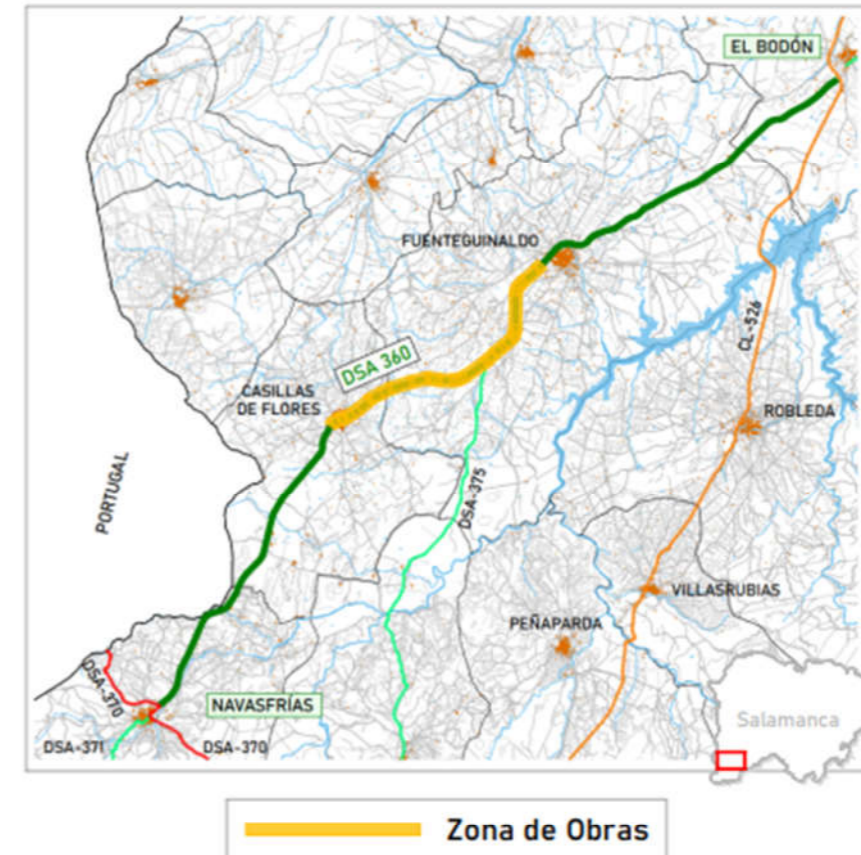 EL BODÓN
FUENTEGUINALDO
CL-526
DSA 360
CASILLAS
DE FLORES
ROBLEDA
PORTUGAL
DSA-375
VILLASRUBIAS
PEÑAPARDA
DSA-370
NAVASFRÍAS
Salamanca
DSA-371
DSA-370
Zona de Obras